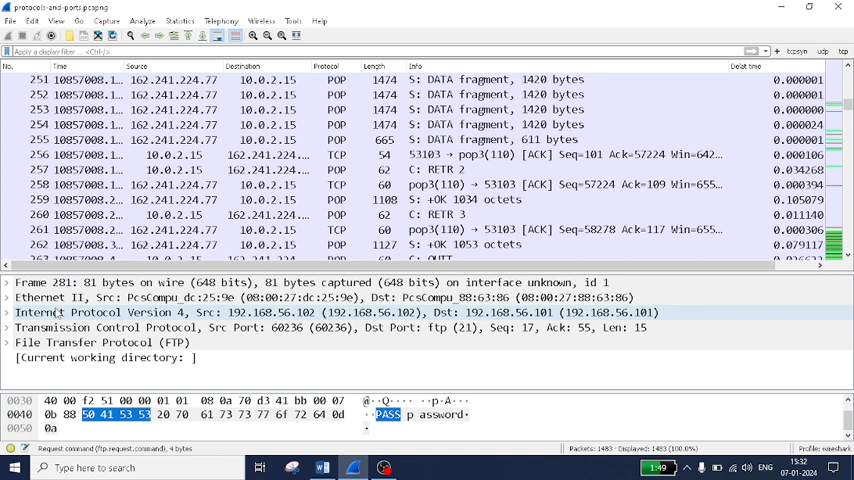 protocols-and-ports.pcapng
File Edit View Go Capture Analyze Statistics Telephony Wireless Tools Help
Apply a display filter ... <Ctrl-/> + tcpsyn udp tcp
No. Time Source Destination Protocol Length Info Delat time
251 10857008.1... 162.241.224.77 10.0.2.15 POP 1474 S: DATA fragment, 1420 bytes 0.000001
252 10857008.1... 162.241.224.77 10.0.2.15 POP 1474 S: DATA fragment, 1420 bytes 0.000001
253 10857008.1... 162.241.224.77 10.0.2.15 POP 1474 S: DATA fragment, 1420 bytes 0.000001
254 10857008.1... 162.241.224.77 10.0.2.15 POP 1474 S: DATA fragment, 1420 bytes 0.000024
255 10857008.1... 162.241.224.77 10.0.2.15 POP 665 S: DATA fragment, 611 bytes 0.000001
256 10857008.1... 10.0.2.15 162.241.224.... TCP 54 53103 → pop3(110) [ACK] Seq=101 Ack=57224 Win=642... 0.000106
257 10857008.1... 10.0.2.15 162.241.224.... POP 62 C: RETR 2 0.034268
258 10857008.1... 162.241.224.77 10.0.2.15 TCP 60 pop3(110) → 53103 [ACK] Seq=57224 Ack=109 Win=655... 0.000394
259 10857008.2... 162.241.224.77 10.0.2.15 POP 1108 S: +OK 1034 octets 0.105079
260 10857008.2... 10.0.2.15 162.241.224.... POP 62 C: RETR 3 0.011140
261 10857008.2... 162.241.224.77 10.0.2.15 TCP 60 pop3(110) → 53103 [ACK] Seq=58278 Ack=117 Win=655... 0.000306
262 10857008.3... 162.241.224.77 10.0.2.15 POP 1127 S: +OK 1053 octets 0.079117
Frame 281: 81 bytes on wire (648 bits), 81 bytes captured (648 bits) on interface unknown, id 1
Ethernet II, Src: PcsCompu_dc:25:9e (08:00:27:dc:25:9e), Dst: PcsCompu_88:63:86 (08:00:27:88:63:86)
Internet Protocol Version 4, Src: 192.168.56.102 (192.168.56.102), Dst: 192.168.56.101 (192.168.56.101)
Transmission Control Protocol, Src Port: 60236 (60236), Dst Port: ftp (21), Seq: 17, Ack: 55, Len: 15
File Transfer Protocol (FTP)
[Current working directory: ]
0030 40 00 f2 51 00 00 01 01 08 0a 70 d3 41 bb 00 07 @··Q···· ··p·A···
0040 0b 88 50 41 53 53 20 70 61 73 73 77 6f 72 64 0d ··PASS p assword·
0050 0a ·
Request command (ftp.request.command), 4 bytes Packets: 1483 · Displayed: 1483 (100.0%) Profile: wireshark
Type here to search 1:49 ENG 15:32
07-01-2024